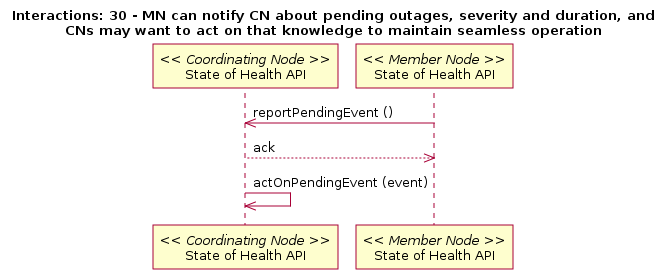 Interactions: 30 - MN can notify CN about pending outages, severity and duration, and
CNs may want to act on that knowledge to maintain seamless operation
<< Coordinating Node >>
State of Health API
<< Member Node >>
State of Health API
reportPendingEvent ()
ack
actOnPendingEvent (event)
<< Coordinating Node >>
State of Health API
<< Member Node >>
State of Health API